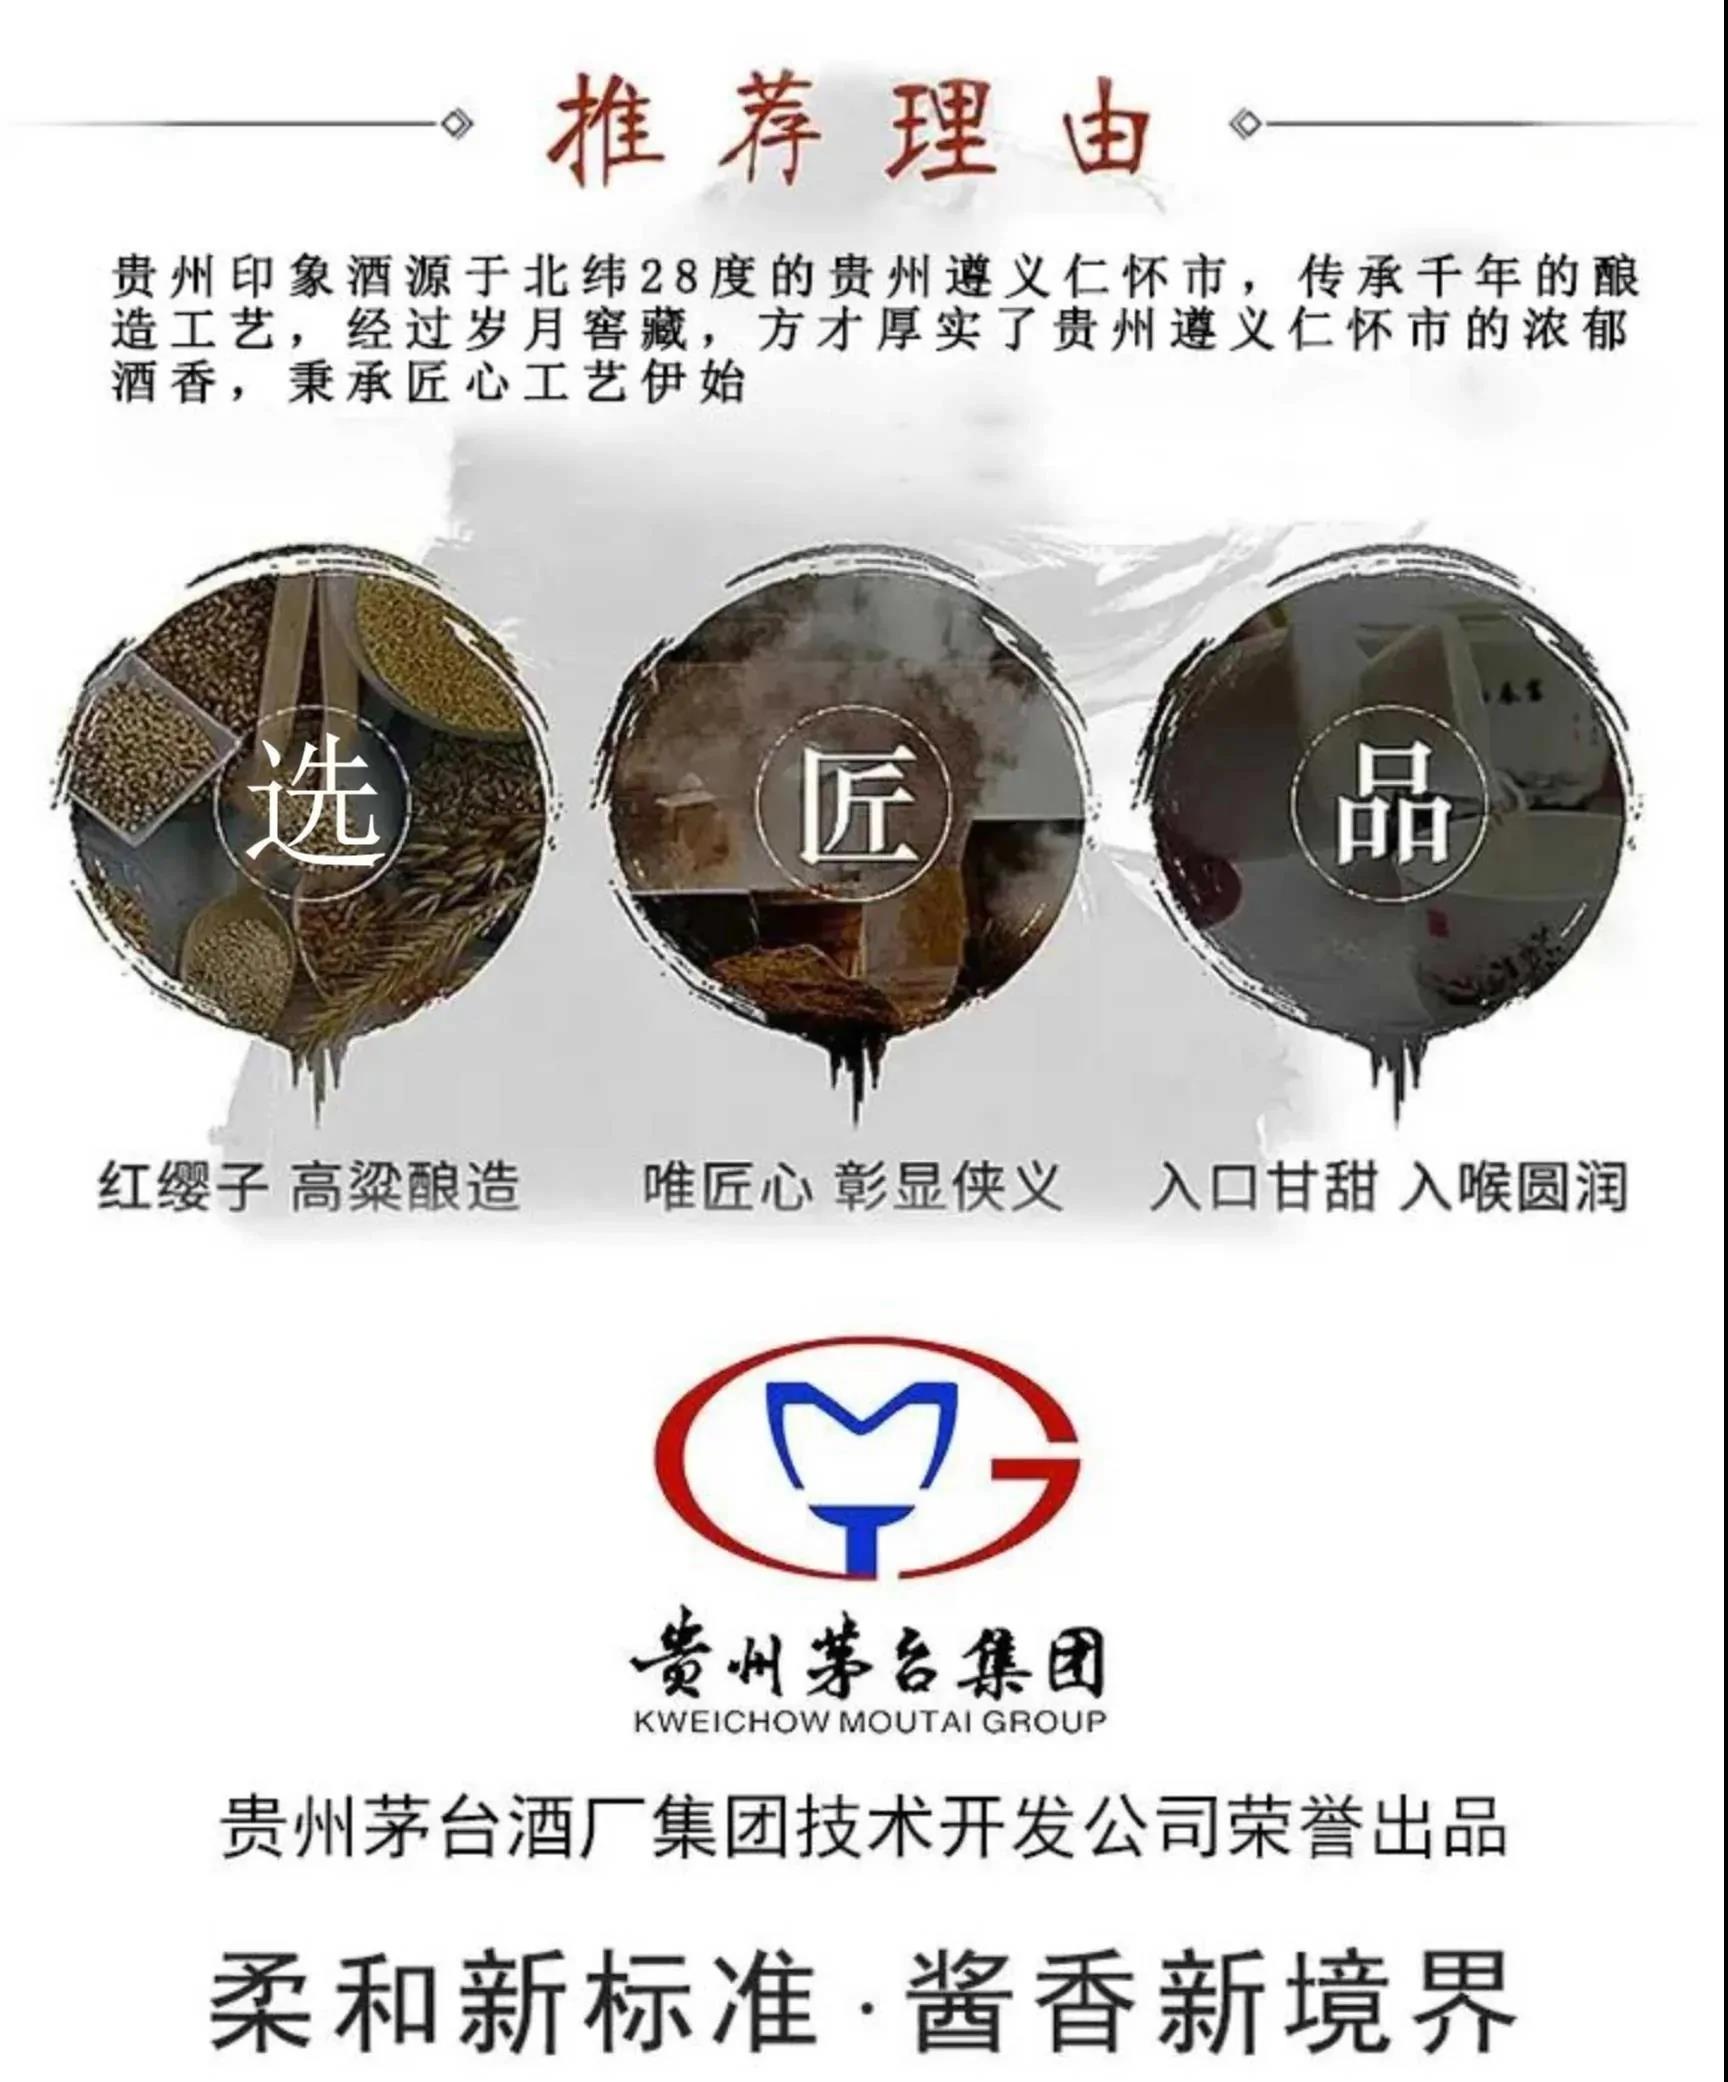 推荐理由
贵州印象酒源于北纬28度的贵州遵义仁怀市，传承千年的酿
造工艺，经过岁月窖藏，方才厚实了贵州遵义仁怀市的浓郁
酒香，秉承匠心工艺伊始
选
匠
品
红缨子 高粱酿造
唯匠心 彰显侠义
入口甘甜 入喉圆润
贵州茅台集团
KWEICHOW MOUTAI GROUP
贵州茅台酒厂集团技术开发公司荣誉出品
柔和新标准·酱香新境界